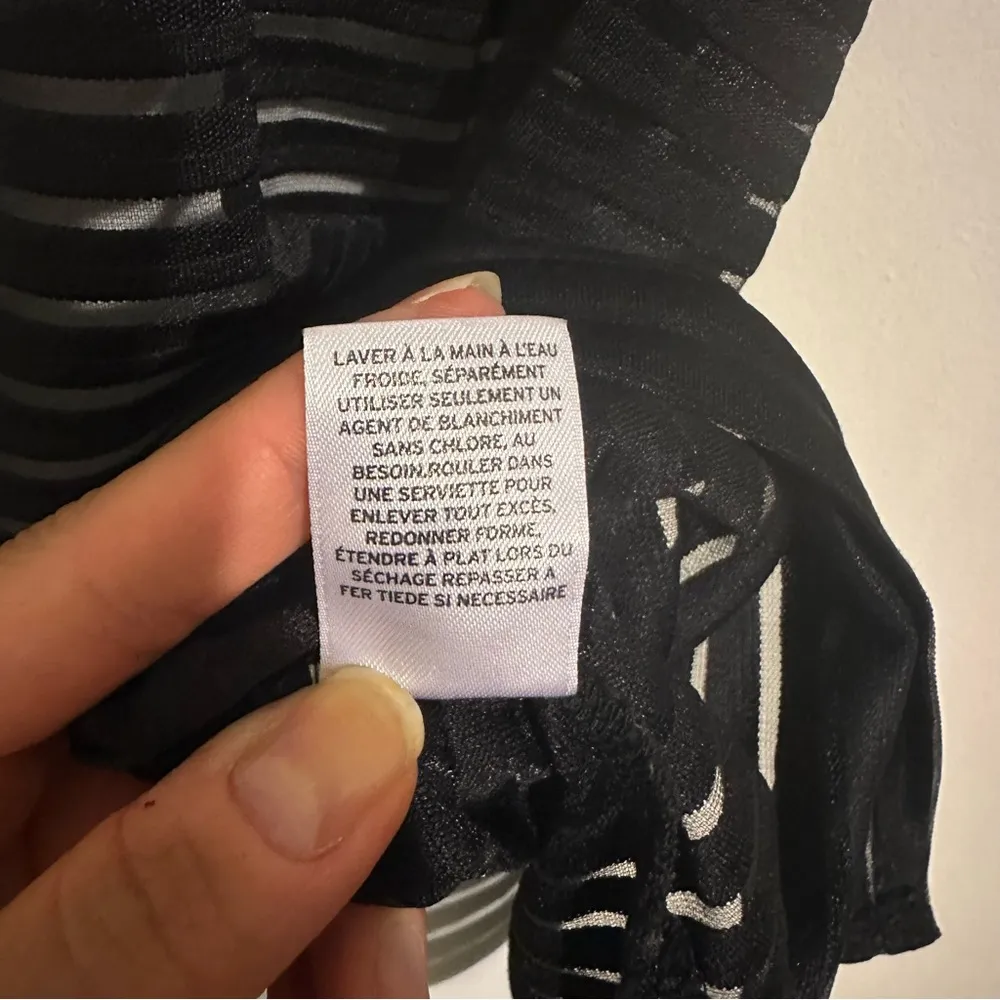 LAVER À LA MAIN À L'EAU
FROIDE, SÉPARÉMENT
UTILISER SEULEMENT UN
AGENT DE BLANCHIMENT
SANS CHLORE, AU
BESOIN.ROULER DANS
UNE SERVIETTE POUR
ENLEVER TOUT EXCÈS,
REDONNER FORME,
ÉTENDRE À PLAT LORS DU
SÉCHAGE REPASSER A
FER TIEDE SI NECESSAIRE